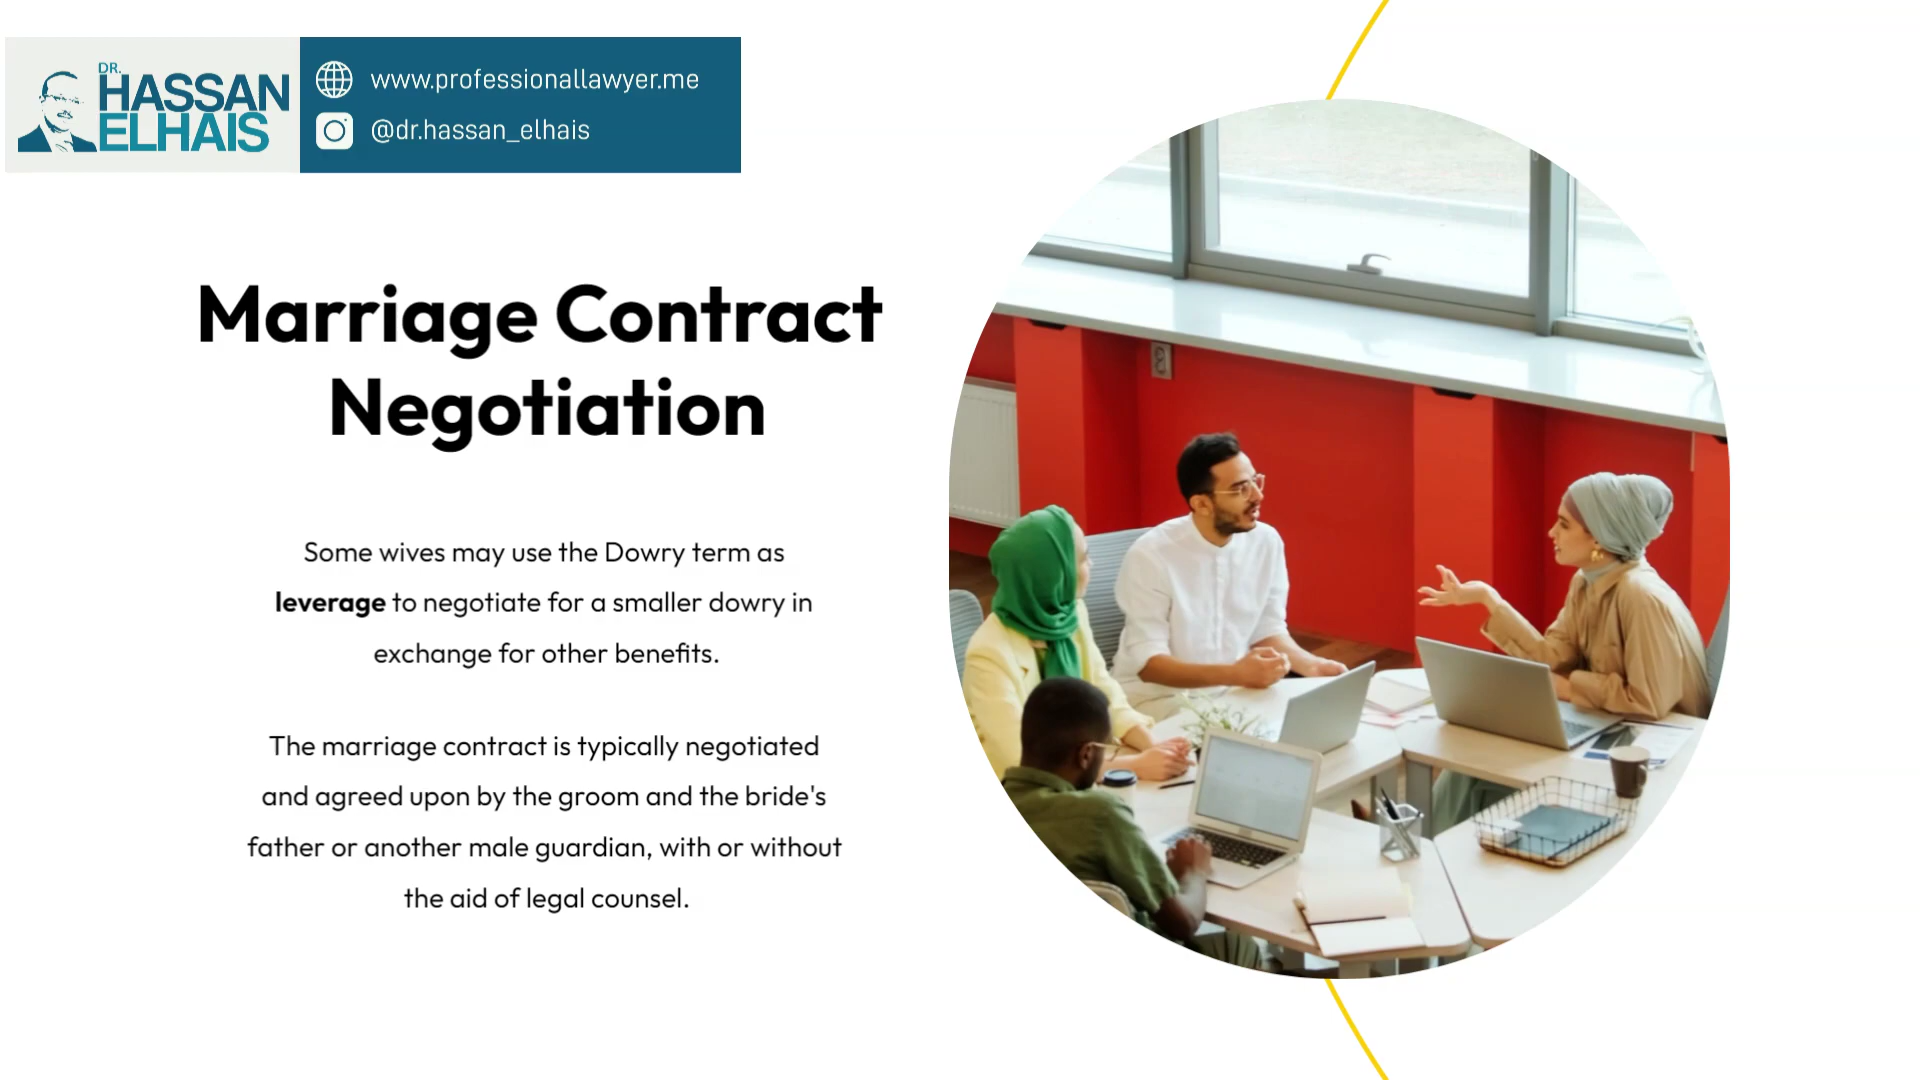 DR.
HASSAN
ELHAIS
www.professionallawyer.me
@dr.hassan_elhais
Marriage Contract
Negotiation
Some wives may use the Dowry term as
leverage to negotiate for a smaller dowry in
exchange for other benefits.
The marriage contract is typically negotiated
and agreed upon by the groom and the bride's
father or another male guardian, with or without
the aid of legal counsel.